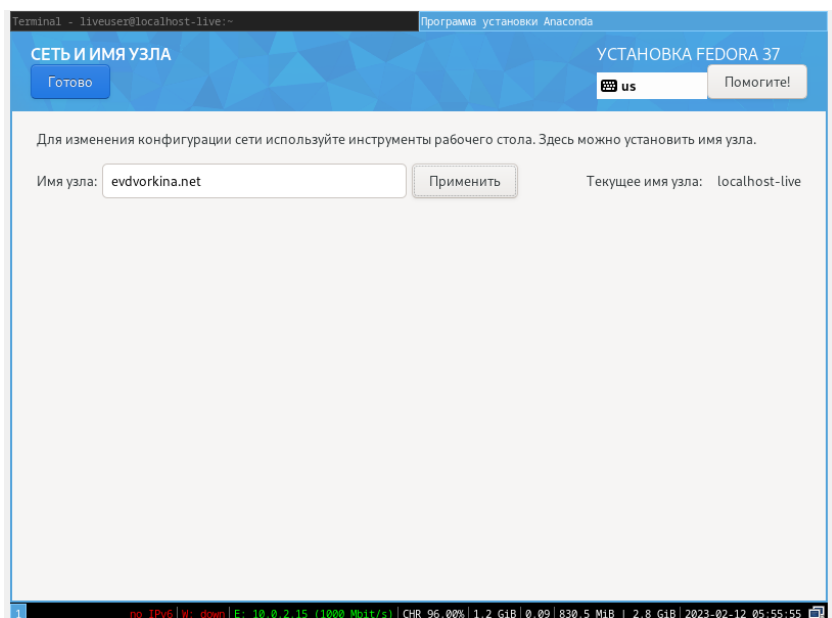 Terminal - liveuser@localhost-live:~
Программа установки Anaconda
СЕТЬ И ИМЯ УЗЛА
УСТАНОВКА FEDORA 37
Готово
us
Помогите!
Для изменения конфигурации сети используйте инструменты рабочего стола. Здесь можно установить имя узла.
Имя узла: evdvorkina.net Применить Текущее имя узла: localhost-live
1 no IPv6|W: down|E: 10.0.2.15 (1000 Mbit/s)|CHR 96.00%|1.2 GiB|0.09|830.5 MiB | 2.8 GiB|2023-02-12 05:55:55